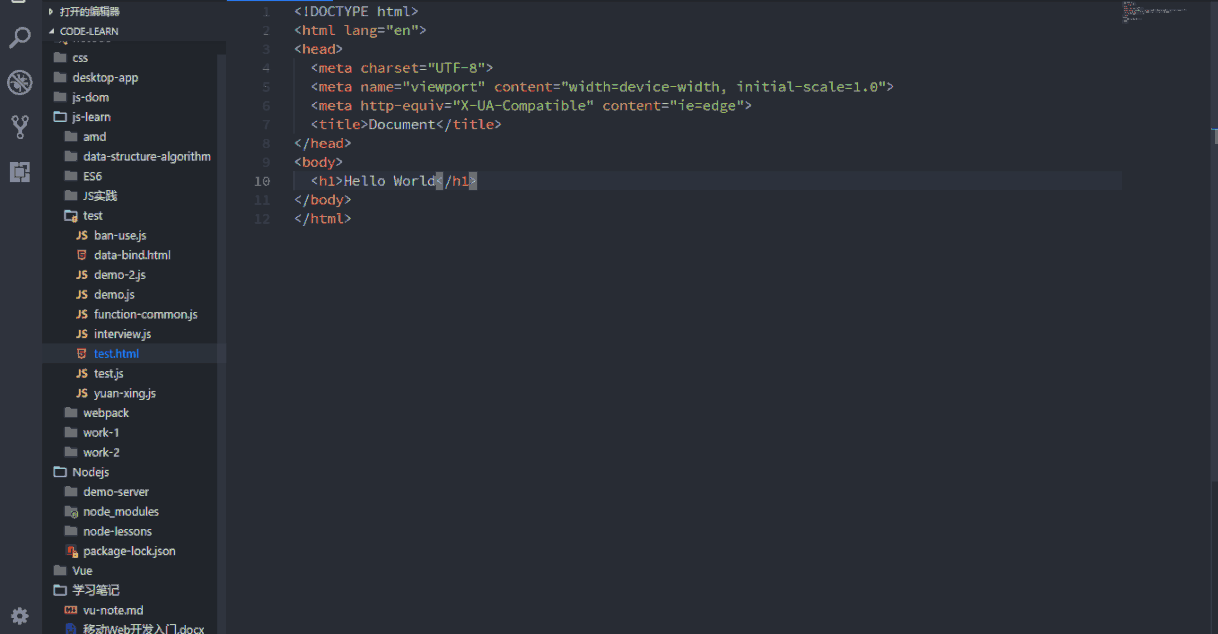 打开的编辑器
CODE-LEARN
css
desktop-app
js-dom
js-learn
amd
data-structure-algorithm
ES6
JS实践
test
JS ban-use.js
data-bind.html
JS demo-2.js
JS demo.js
JS function-common.js
JS interview.js
test.html
JS test.js
JS yuan-xing.js
webpack
work-1
work-2
Nodejs
demo-server
node_modules
node-lessons
package-lock.json
Vue
学习笔记
vu-note.md
移动Web开发入门.docx
1 <!DOCTYPE html>
2 <html lang="en">
3 <head>
4 <meta charset="UTF-8">
5 <meta name="viewport" content="width=device-width, initial-scale=1.0">
6 <meta http-equiv="X-UA-Compatible" content="ie=edge">
7 <title>Document</title>
8 </head>
9 <body>
10 <h1>Hello World</h1>
11 </body>
12 </html>